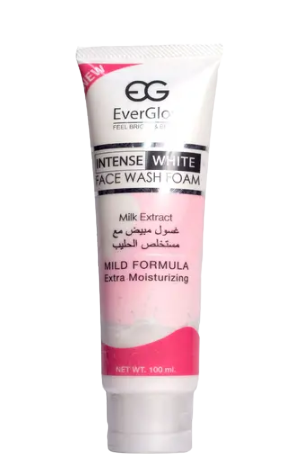 NEW
EG
EverGlow
FEEL
INTENSE WHITE
FACE WASH FOAM
Milk Extract
غسول مبيض مع
مستخلص الحليب
MILD FORMULA
Extra Moisturizing
NET WT. 100 ml.